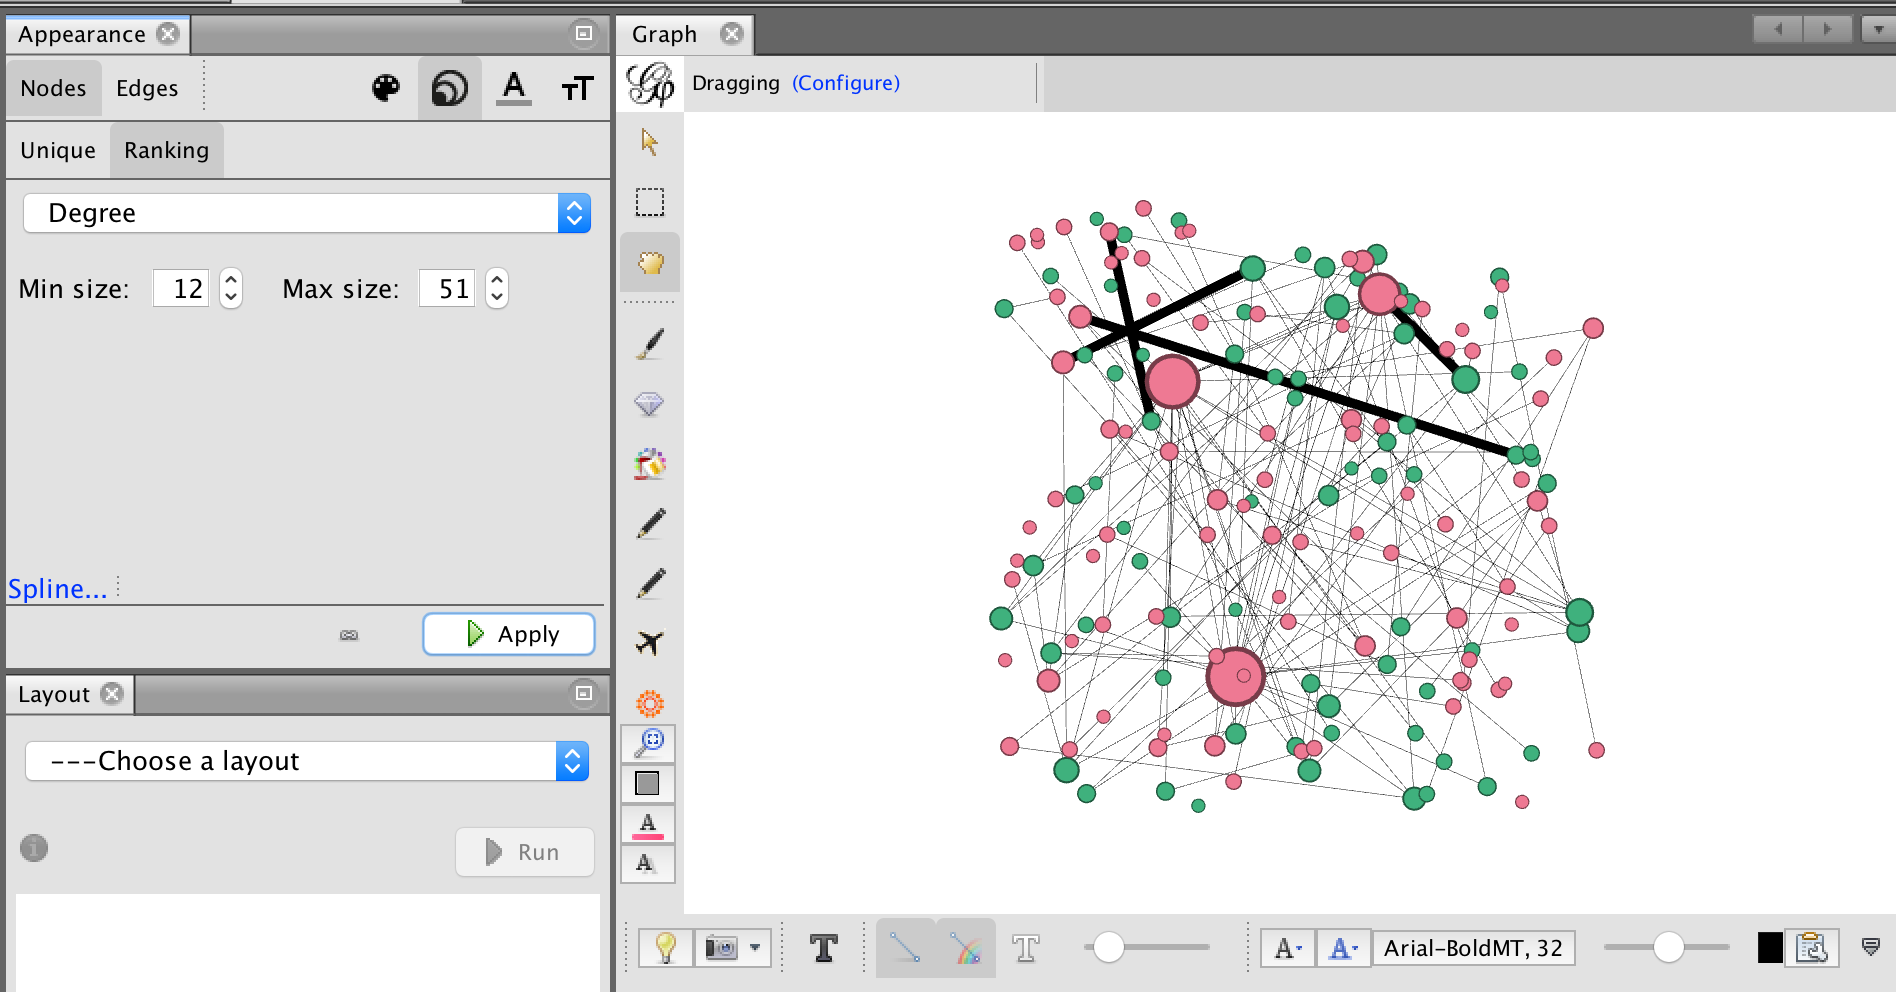 Appearance
Nodes Edges A TT
Unique Ranking
Degree
Min size: 12 Max size: 51
Spline...
Apply
Layout
---Choose a layout
Run
Graph
Dragging (Configure)
A
A
T T A A Arial-BoldMT, 32